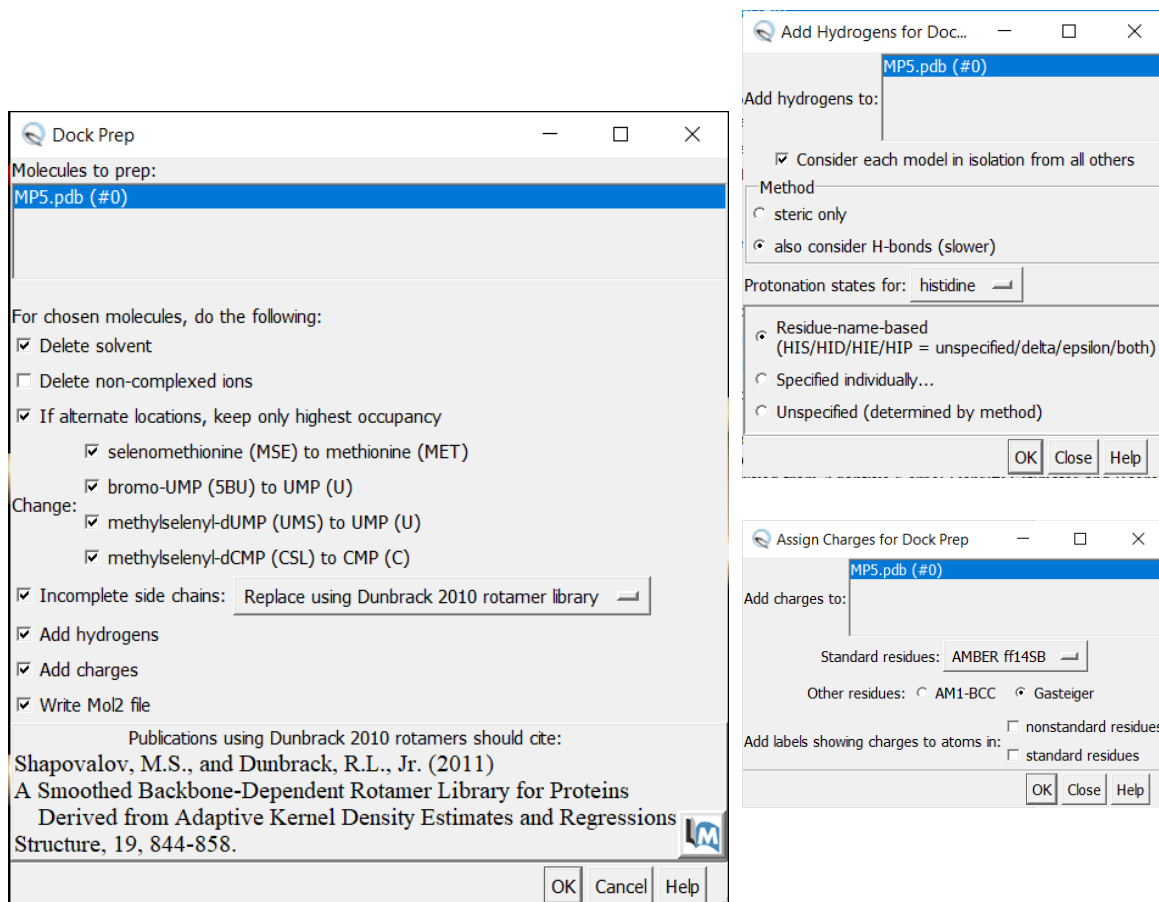 Dock Prep
Molecules to prep:
MP5.pdb (#0)
For chosen molecules, do the following:
Delete solvent
Delete non-complexed ions
If alternate locations, keep only highest occupancy
Change:
selenomethionine (MSE) to methionine (MET)
bromo-UMP (5BU) to UMP (U)
methylselenyl-dUMP (UMS) to UMP (U)
methylselenyl-dCMP (CSL) to CMP (C)
Incomplete side chains: Replace using Dunbrack 2010 rotamer library
Add hydrogens
Add charges
Write Mol2 file
Publications using Dunbrack 2010 rotamers should cite:
Shapovalov, M.S., and Dunbrack, R.L., Jr. (2011)
A Smoothed Backbone-Dependent Rotamer Library for Proteins
Derived from Adaptive Kernel Density Estimates and Regressions
Structure, 19, 844-858.
M
OK Cancel Help
Add Hydrogens for Doc...
MP5.pdb (#0)
Add hydrogens to:
Consider each model in isolation from all others
Method
steric only
also consider H-bonds (slower)
Protonation states for: histidine
Residue-name-based
(HIS/HID/HIE/HIP = unspecified/delta/epsilon/both)
Specified individually...
Unspecified (determined by method)
OK Close Help
Assign Charges for Dock Prep
MP5.pdb (#0)
Add charges to:
Standard residues: AMBER ff14SB
Other residues: AM1-BCC Gasteiger
Add labels showing charges to atoms in:
nonstandard residues
standard residues
OK Close Help